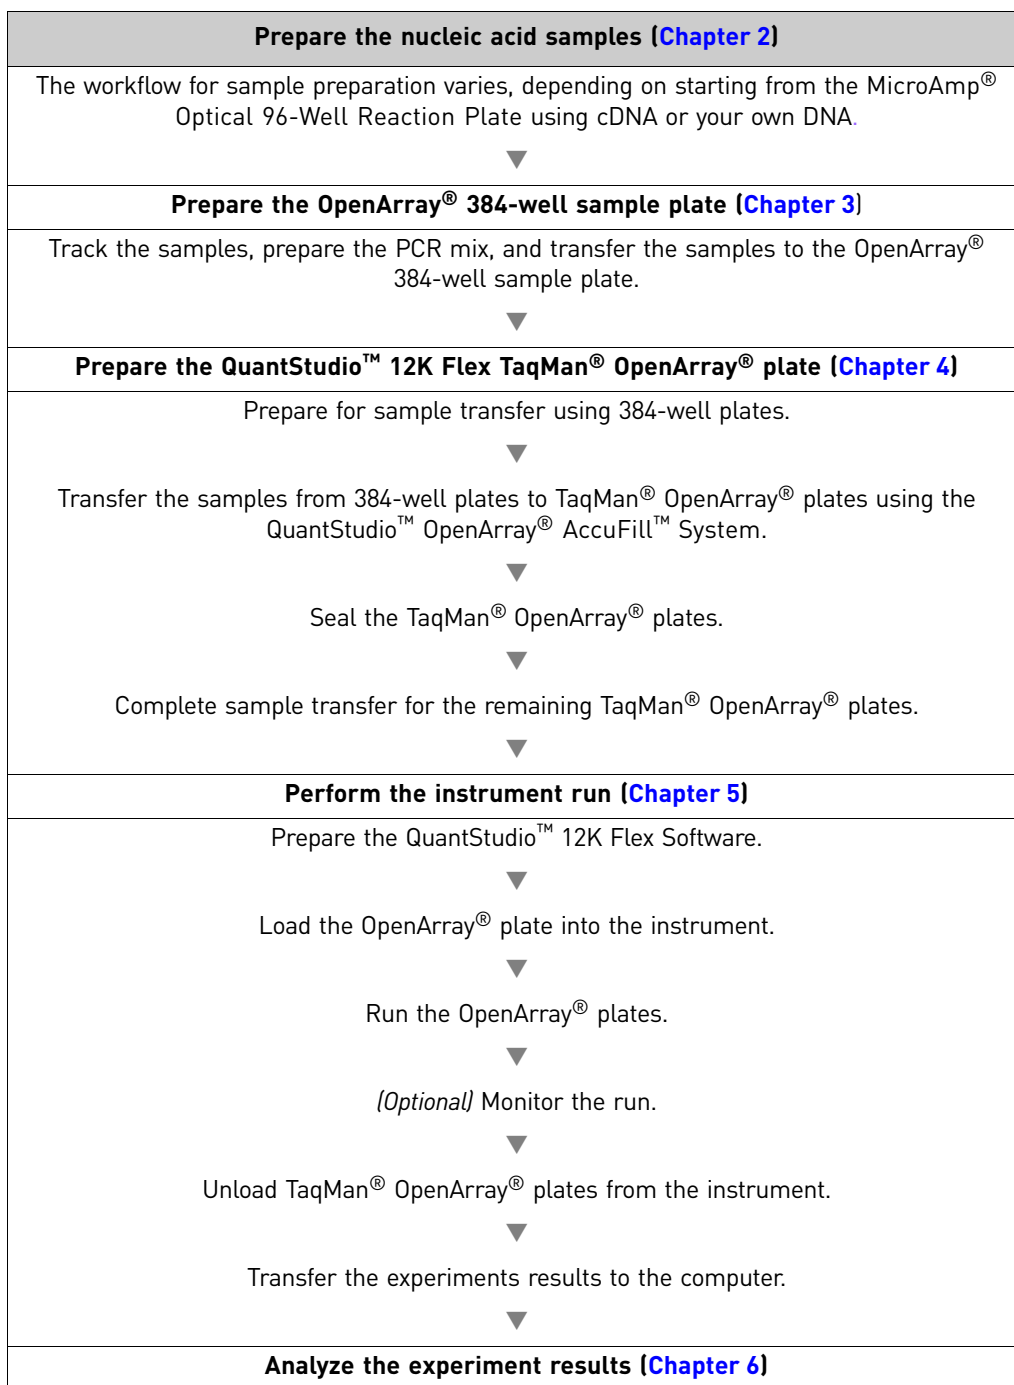 Prepare the nucleic acid samples (Chapter 2)
The workflow for sample preparation varies, depending on starting from the MicroAmp®
Optical 96-Well Reaction Plate using cDNA or your own DNA.
Prepare the OpenArray® 384-well sample plate (Chapter 3)
Track the samples, prepare the PCR mix, and transfer the samples to the OpenArray®
384-well sample plate.
Prepare the QuantStudio™ 12K Flex TaqMan® OpenArray® plate (Chapter 4)
Prepare for sample transfer using 384-well plates.
Transfer the samples from 384-well plates to TaqMan® OpenArray® plates using the
QuantStudio™ OpenArray® AccuFill™ System.
Seal the TaqMan® OpenArray® plates.
Complete sample transfer for the remaining TaqMan® OpenArray® plates.
Perform the instrument run (Chapter 5)
Prepare the QuantStudio™ 12K Flex Software.
Load the OpenArray® plate into the instrument.
Run the OpenArray® plates.
(Optional) Monitor the run.
Unload TaqMan® OpenArray® plates from the instrument.
Transfer the experiments results to the computer.
Analyze the experiment results (Chapter 6)